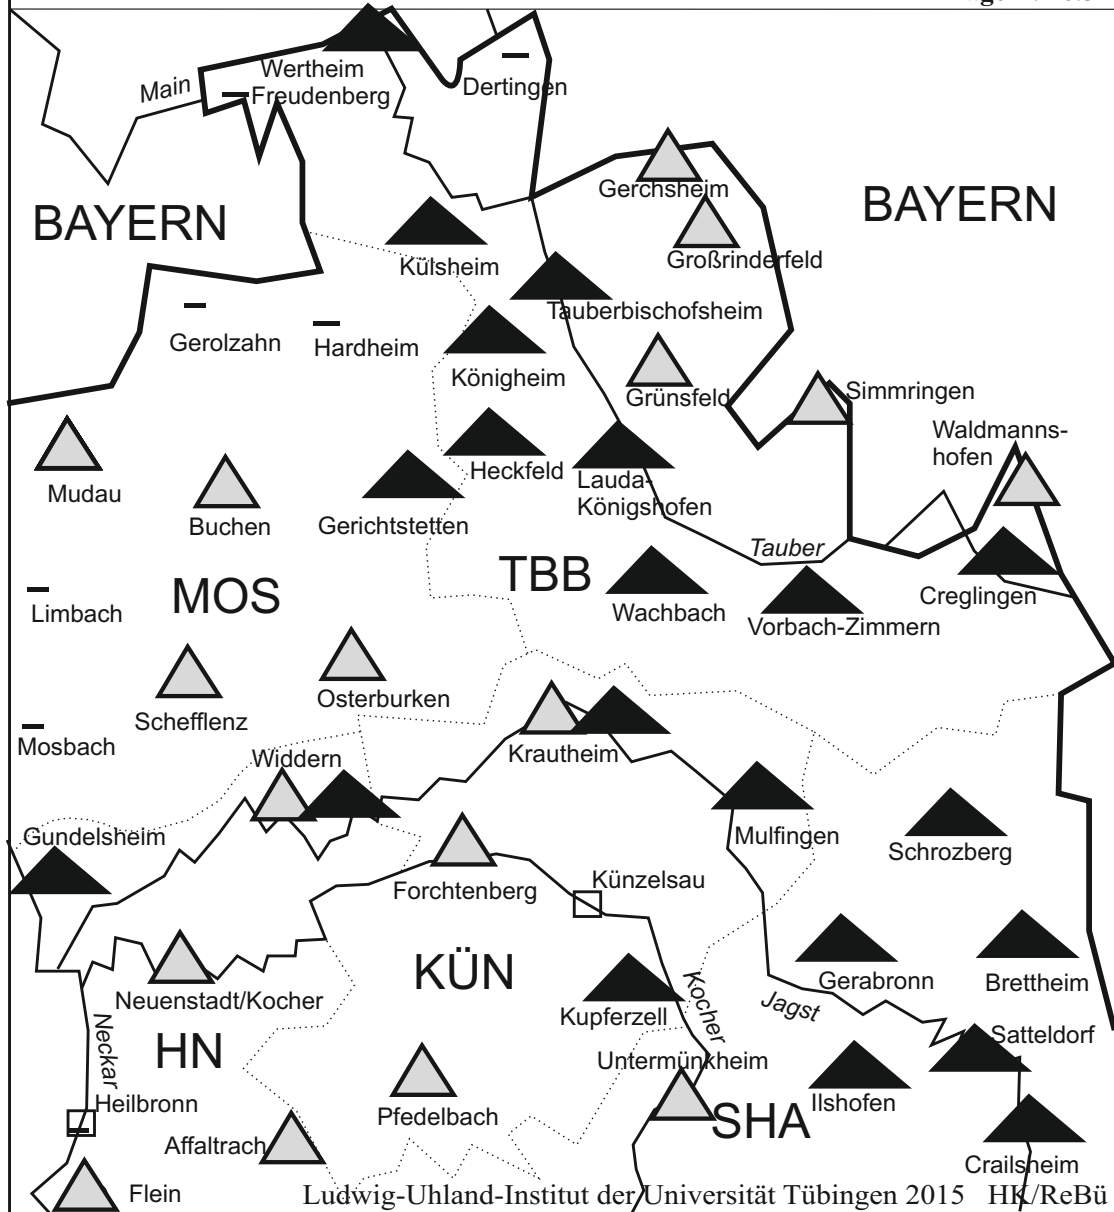 Wertheim
Main
Freudenberg
Dertingen
Gerchsheim
BAYERN
BAYERN
Großrinderfeld
Külsheim
Tauberbischofsheim
Gerolzahn
Hardheim
Königheim
Grünsfeld
Simmringen
Waldmanns-
hofen
Heckfeld
Lauda-
Königshofen
Mudau
Buchen
Gerichtstetten
Tauber
TBB
MOS
Limbach
Wachbach
Vorbach-Zimmern
Creglingen
Osterburken
Schefflenz
Mosbach
Widdern
Krautheim
Gundelsheim
Mulfingen
Schrozberg
Forchtenberg
Künzelsau
KÜN
Neuenstadt/Kocher
Kupferzell
Kocher
Jagst
Gerabronn
Brettheim
Neckar
HN
Untermünkheim
Satteldorf
Heilbronn
Pfedelbach
Ilshofen
SHA
Affaltrach
Crailsheim
Flein
Ludwig-Uhland-Institut der Universität Tübingen 2015 HK/ReBü